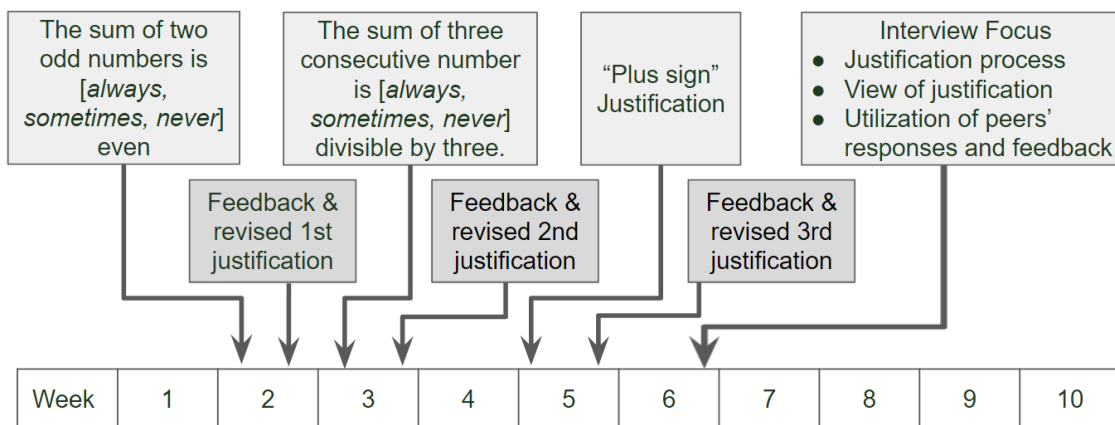 The sum of two
odd numbers is
[always,
sometimes, never]
even
The sum of three
consecutive number
is [always,
sometimes, never]
divisible by three.
“Plus sign”
Justification
Interview Focus
● Justification process
● View of justification
● Utilization of peers’
responses and feedback
Feedback &
revised 1st
justification
Feedback &
revised 2nd
justification
Feedback &
revised 3rd
justification
Week 1 2 3 4 5 6 7 8 9 10